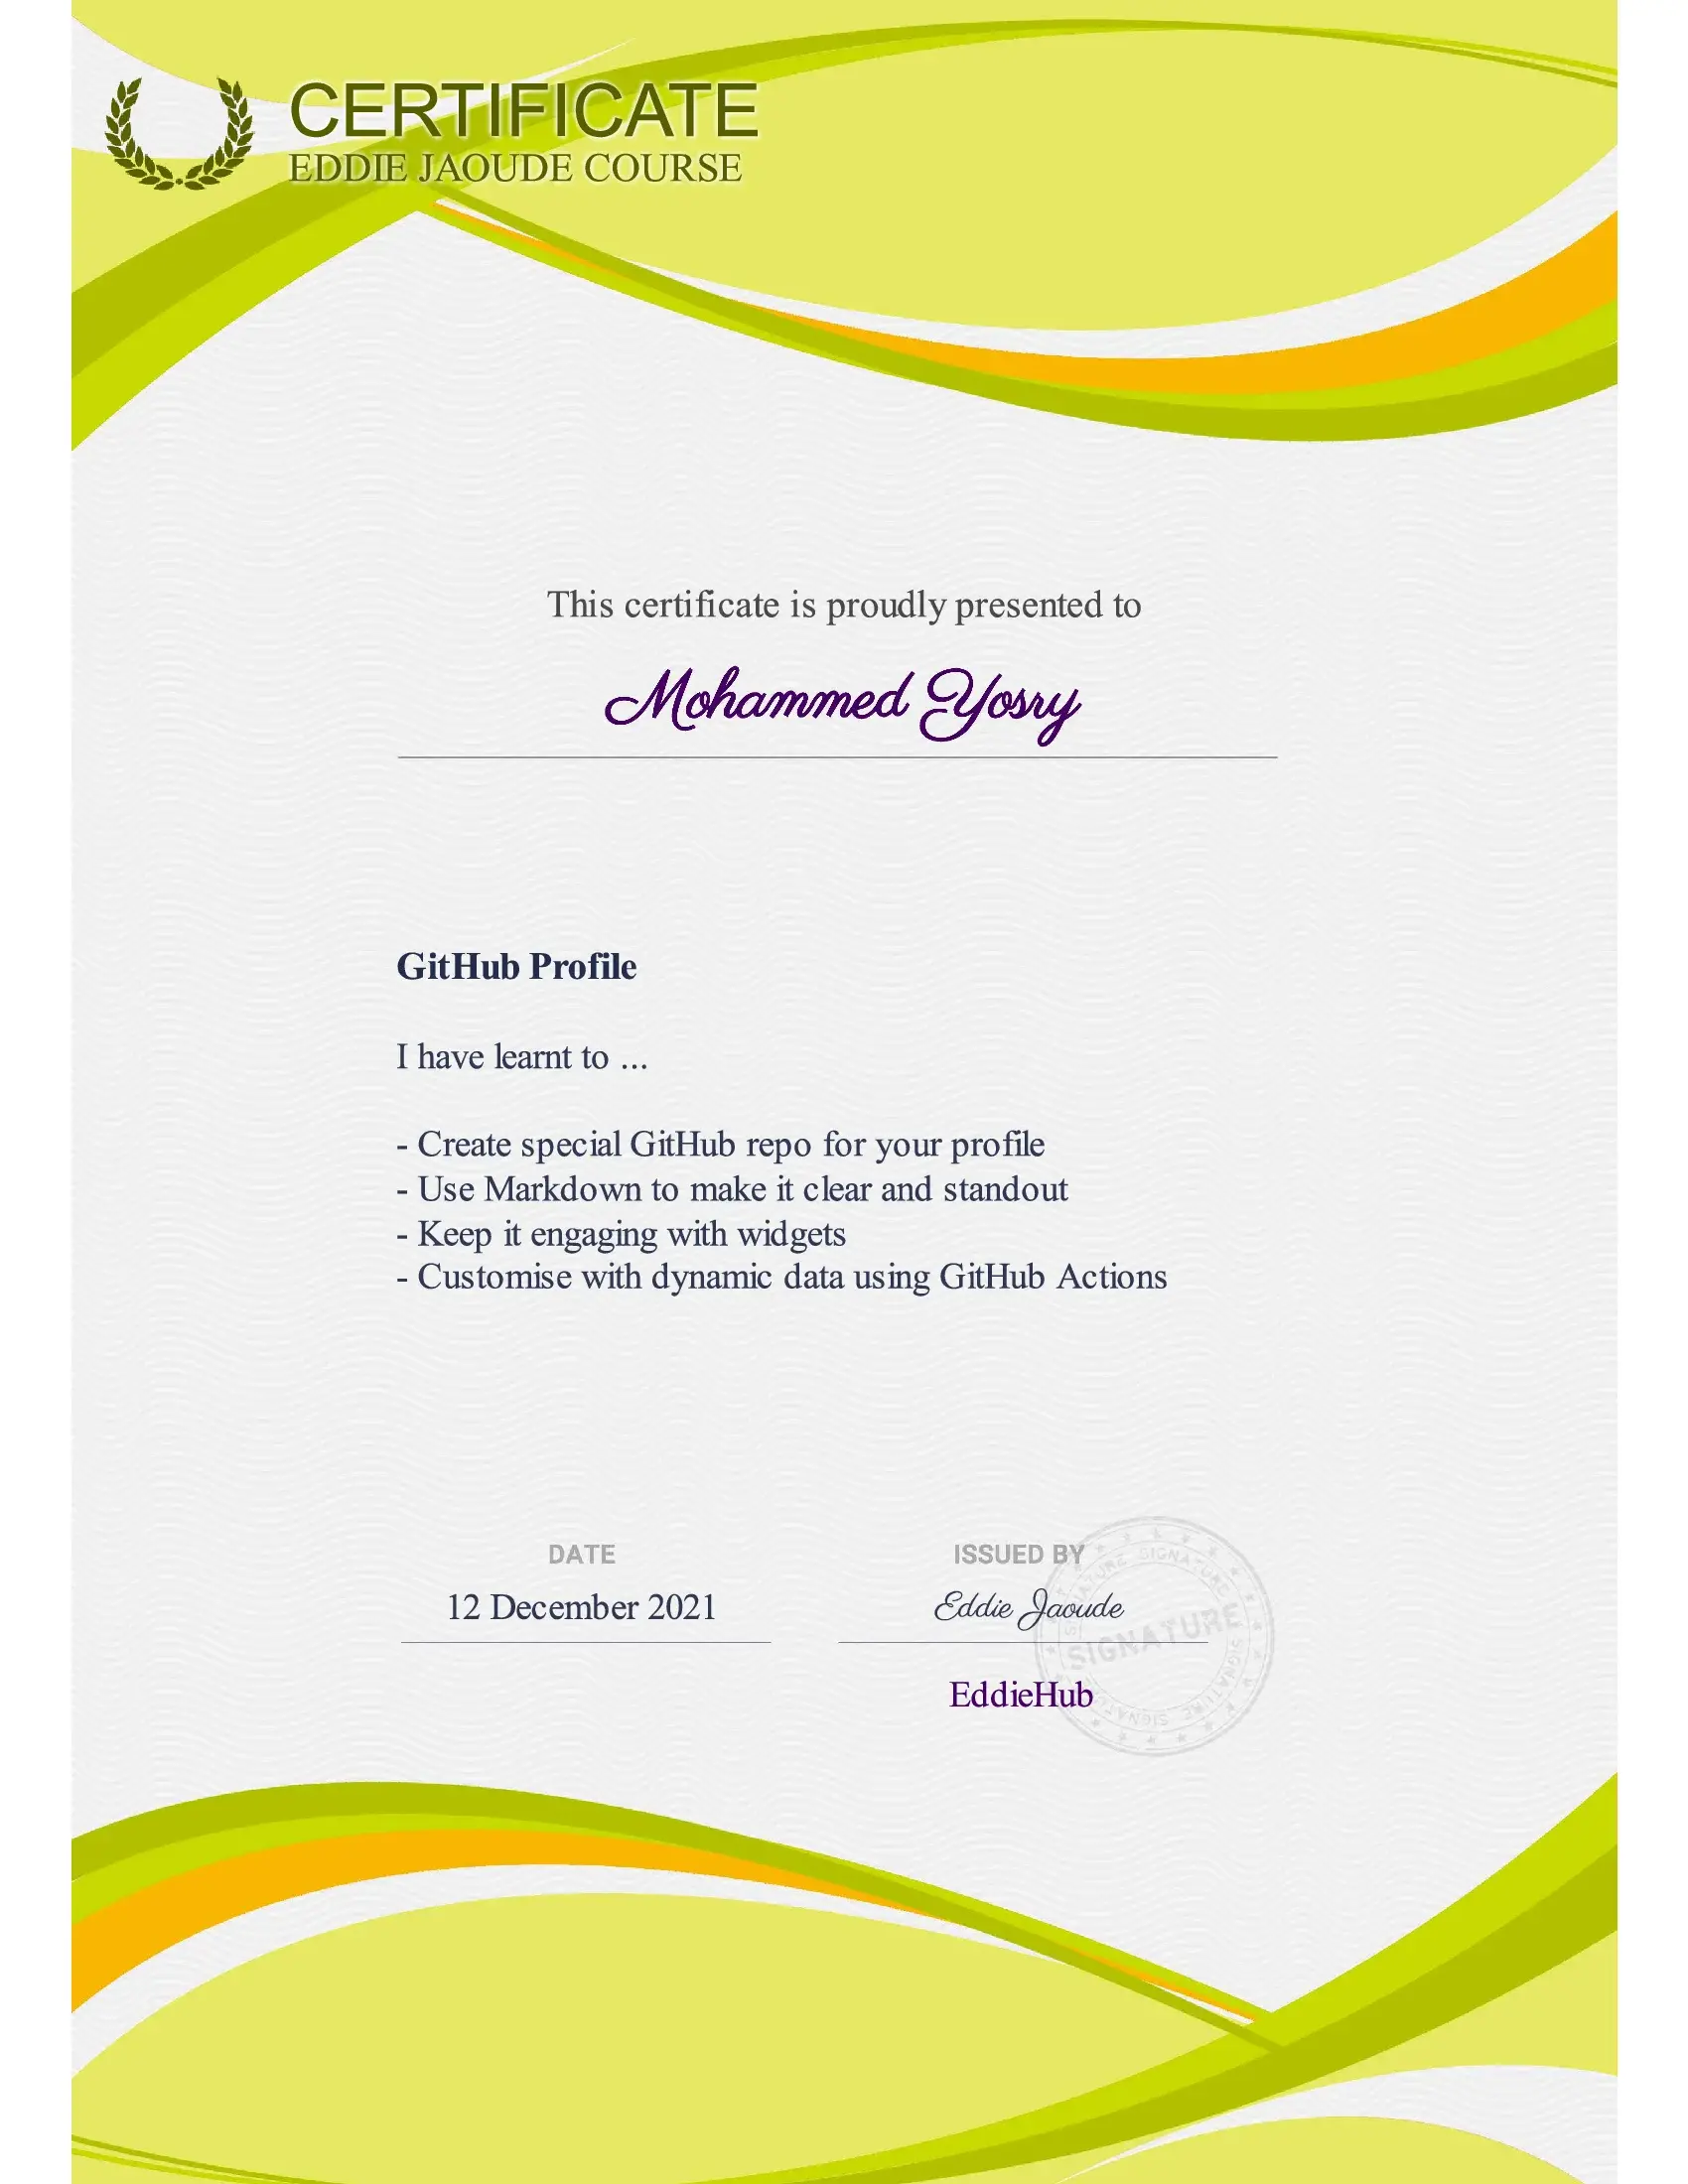 CERTIFICATE
EDDIE JAOUDE COURSE
This certificate is proudly presented to
Mohammed Yosry
GitHub Profile
I have learnt to ...
- Create special GitHub repo for your profile
- Use Markdown to make it clear and standout
- Keep it engaging with widgets
- Customise with dynamic data using GitHub Actions
DATE
12 December 2021
ISSUED BY
Eddie Jaoude
EddieHub
SIGNATURE SIGNATURE
SIGNATURE